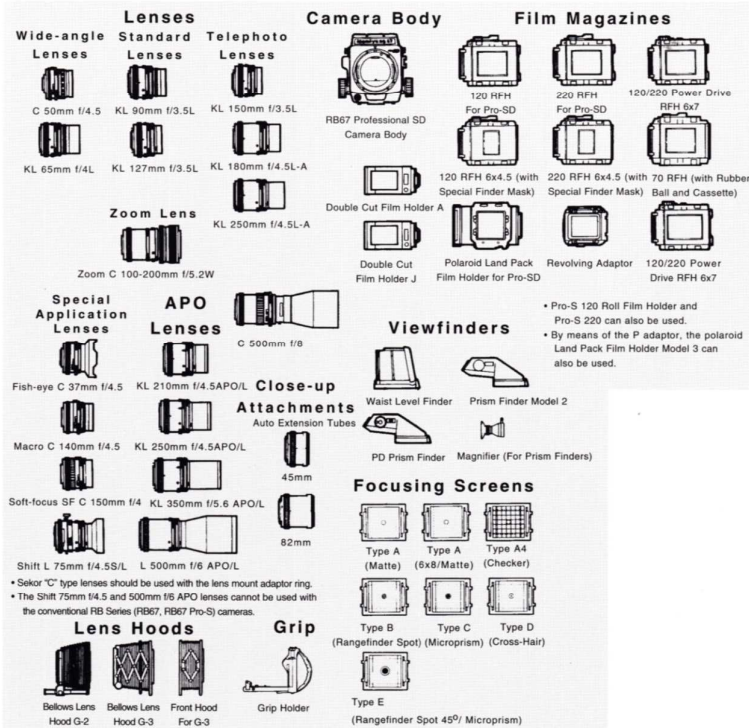 Lenses
Wide-angle
Lenses
Standard
Lenses
Telephoto
Lenses
C 50mm f/4.5
KL 90mm f/3.5L
KL 150mm f/3.5L
KL 65mm f/4L
KL 127mm f/3.5L
KL 180mm f/4.5L-A
KL 250mm f/4.5L-A
Zoom Lens
Zoom C 100-200mm f/5.2W
Special
Application
Lenses
Fish-eye C 37mm f/4.5
Macro C 140mm f/4.5
Soft-focus SF C 150mm f/4
Shift L 75mm f/4.5S/L
APO
Lenses
C 500mm f/8
KL 210mm f/4.5APO/L
KL 250mm f/4.5APO/L
KL 350mm f/5.6 APO/L
L 500mm f/6 APO/L
Close-up
Attachments
Auto Extension Tubes
45mm
82mm
• Sekor "C" type lenses should be used with the lens mount adaptor ring.
• The Shift 75mm f/4.5 and 500mm f/6 APO lenses cannot be used with
the conventional RB Series (RB67, RB67 Pro-S) cameras.
Lens Hoods
Bellows Lens
Hood G-2
Bellows Lens
Hood G-3
Front Hood
For G-3
Grip
Grip Holder
Camera Body
RB67 Professional SD
Camera Body
Film Magazines
120 RFH
For Pro-SD
220 RFH
For Pro-SD
120/220 Power Drive
RFH 6x7
Double Cut Film Holder A
120 RFH 6x4.5 (with
Special Finder Mask)
220 RFH 6x4.5 (with
Special Finder Mask)
70 RFH (with Rubber
Ball and Cassette)
Double Cut
Film Holder J
Polaroid Land Pack
Film Holder for Pro-SD
Revolving Adaptor
120/220 Power
Drive RFH 6x7
• Pro-S 120 Roll Film Holder and
Pro-S 220 can also be used.
• By means of the P adaptor, the polaroid
Land Pack Film Holder Model 3 can
also be used.
Viewfinders
Waist Level Finder
Prism Finder Model 2
PD Prism Finder
Magnifier (For Prism Finders)
Focusing Screens
Type A
(Matte)
Type A
(6x8/Matte)
Type A4
(Checker)
Type B
(Rangefinder Spot)
Type C
(Microprism)
Type D
(Cross-Hair)
Type E
(Rangefinder Spot 45⁰/ Microprism)